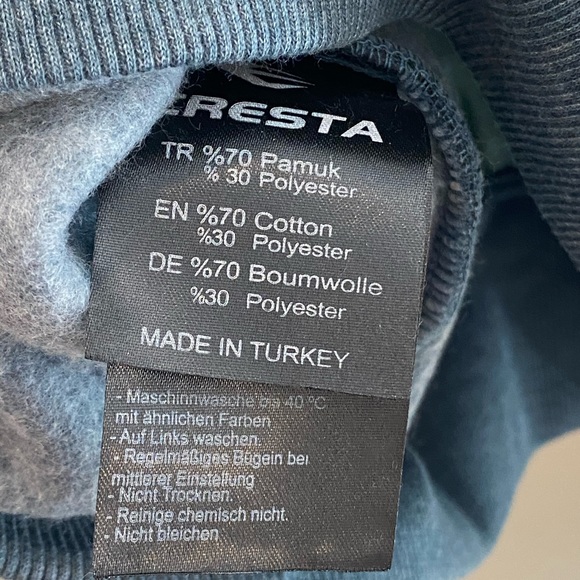 ERESTA
TR %70 Pamuk
% 30 Polyester
EN %70 Cotton
%30 Polyester
DE %70 Boumwolle
%30 Polyester
MADE IN TURKEY
- Maschinnwäsche bis 40 °C
mit ähnlichen Farben
- Auf Links waschen.
- Regelmäßiges Bügeln bei
mittlerer Einstellung
- Nicht Trocknen.
- Reinige chemisch nicht.
- Nicht bleichen